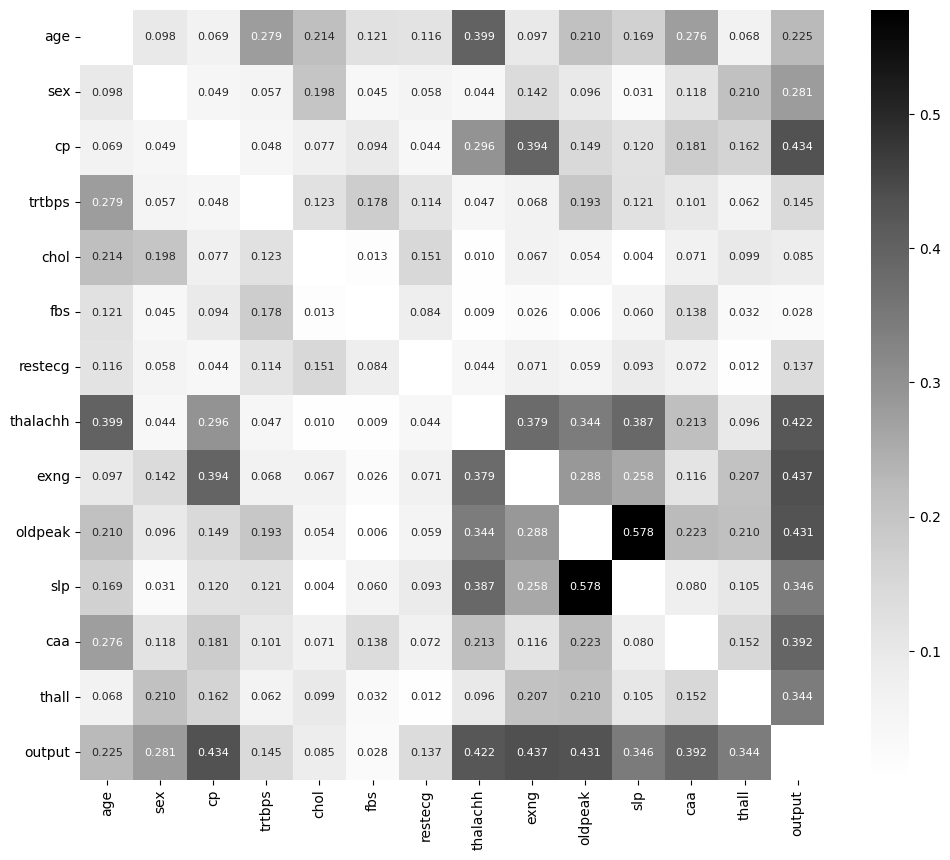 age 0.098 0.069 0.279 0.214 0.121 0.116 0.399 0.097 0.210 0.169 0.276 0.068 0.225
sex 0.098 0.049 0.057 0.198 0.045 0.058 0.044 0.142 0.096 0.031 0.118 0.210 0.281
cp 0.069 0.049 0.048 0.077 0.094 0.044 0.296 0.394 0.149 0.120 0.181 0.162 0.434
trtbps 0.279 0.057 0.048 0.123 0.178 0.114 0.047 0.068 0.193 0.121 0.101 0.062 0.145
chol 0.214 0.198 0.077 0.123 0.013 0.151 0.010 0.067 0.054 0.004 0.071 0.099 0.085
fbs 0.121 0.045 0.094 0.178 0.013 0.084 0.009 0.026 0.006 0.060 0.138 0.032 0.028
restecg 0.116 0.058 0.044 0.114 0.151 0.084 0.044 0.071 0.059 0.093 0.072 0.012 0.137
thalachh 0.399 0.044 0.296 0.047 0.010 0.009 0.044 0.379 0.344 0.387 0.213 0.096 0.422
exng 0.097 0.142 0.394 0.068 0.067 0.026 0.071 0.379 0.288 0.258 0.116 0.207 0.437
oldpeak 0.210 0.096 0.149 0.193 0.054 0.006 0.059 0.344 0.288 0.578 0.223 0.210 0.431
slp 0.169 0.031 0.120 0.121 0.004 0.060 0.093 0.387 0.258 0.578 0.080 0.105 0.346
caa 0.276 0.118 0.181 0.101 0.071 0.138 0.072 0.213 0.116 0.223 0.080 0.152 0.392
thall 0.068 0.210 0.162 0.062 0.099 0.032 0.012 0.096 0.207 0.210 0.105 0.152 0.344
output 0.225 0.281 0.434 0.145 0.085 0.028 0.137 0.422 0.437 0.431 0.346 0.392 0.344
age sex cp trtbps chol fbs restecg thalachh exng oldpeak slp caa thall output
0.5
0.4
0.3
0.2
0.1